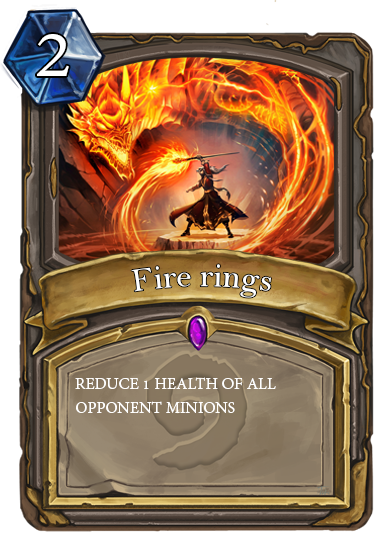 2
Fire rings
REDUCE 1 HEALTH OF ALL
OPPONENT MINIONS